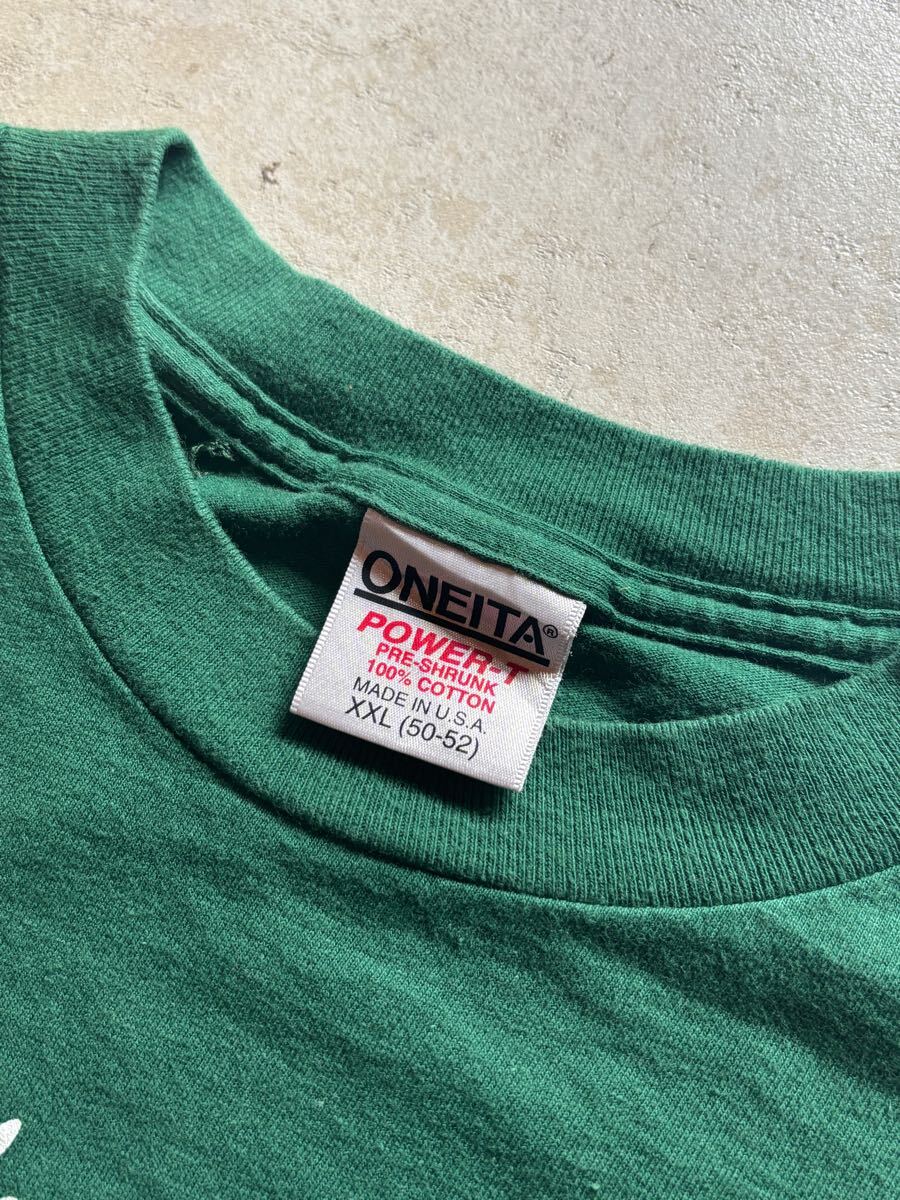 ONEITA®
POWER-T
PRE-SHRUNK
100% COTTON
MADE IN U.S.A.
XXL (50-52)